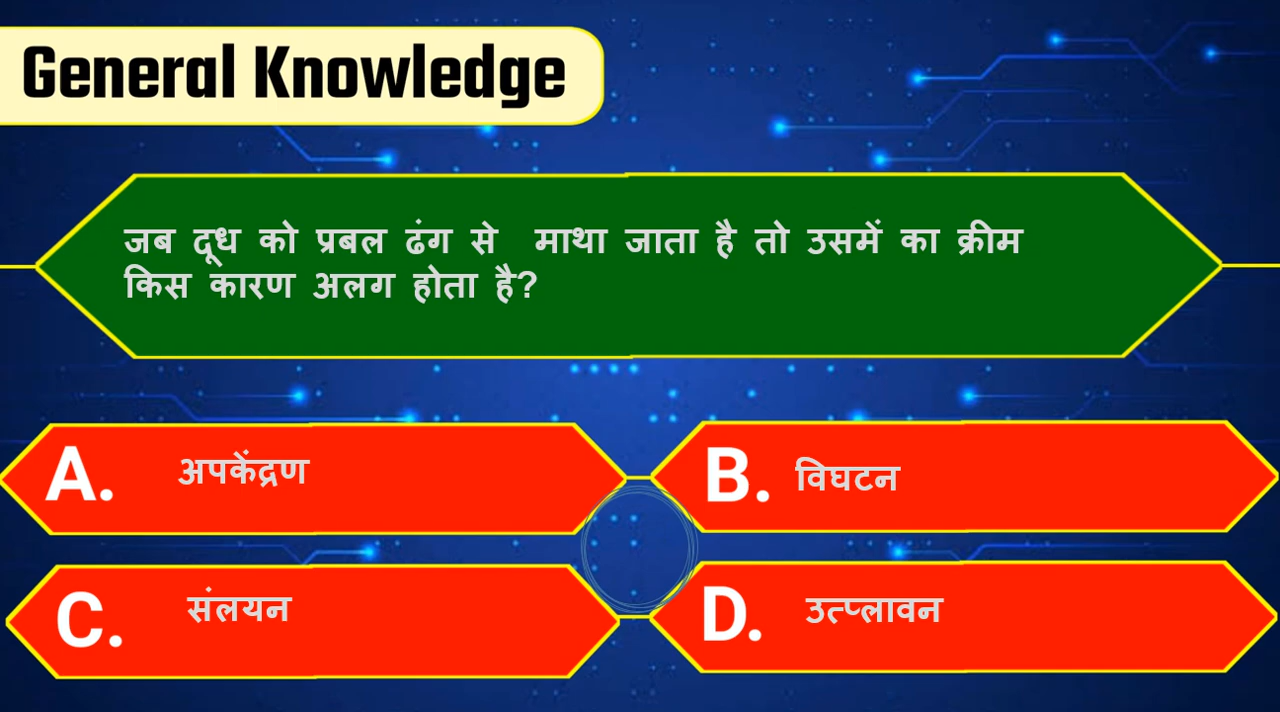 General Knowledge
जब दूध को प्रबल ढंग से माथा जाता है तो उसमें का क्रीम
किस कारण अलग होता है?
A. अपकेंद्रण
B. विघटन
C. संलयन
D. उत्प्लावन